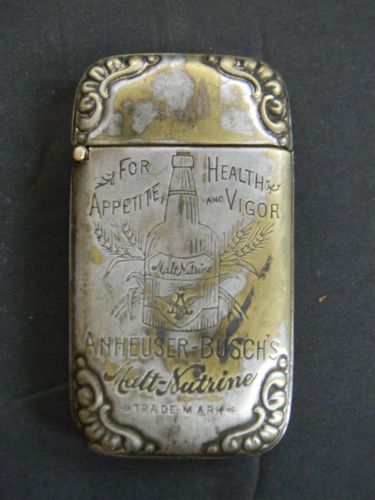 FOR HEALTH
APPETITE, AND VIGOR
Malt-Nutrine
A
ANHEUSER-BUSCH'S
Malt-Nutrine
TRADE-MARK